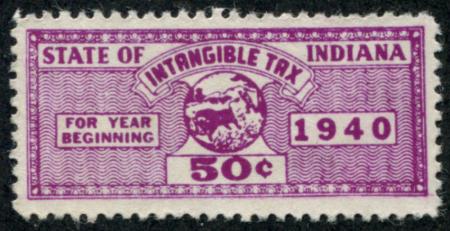 STATE OF INDIANA
INTANGIBLE TAX
FOR YEAR
BEGINNING
1940
50¢